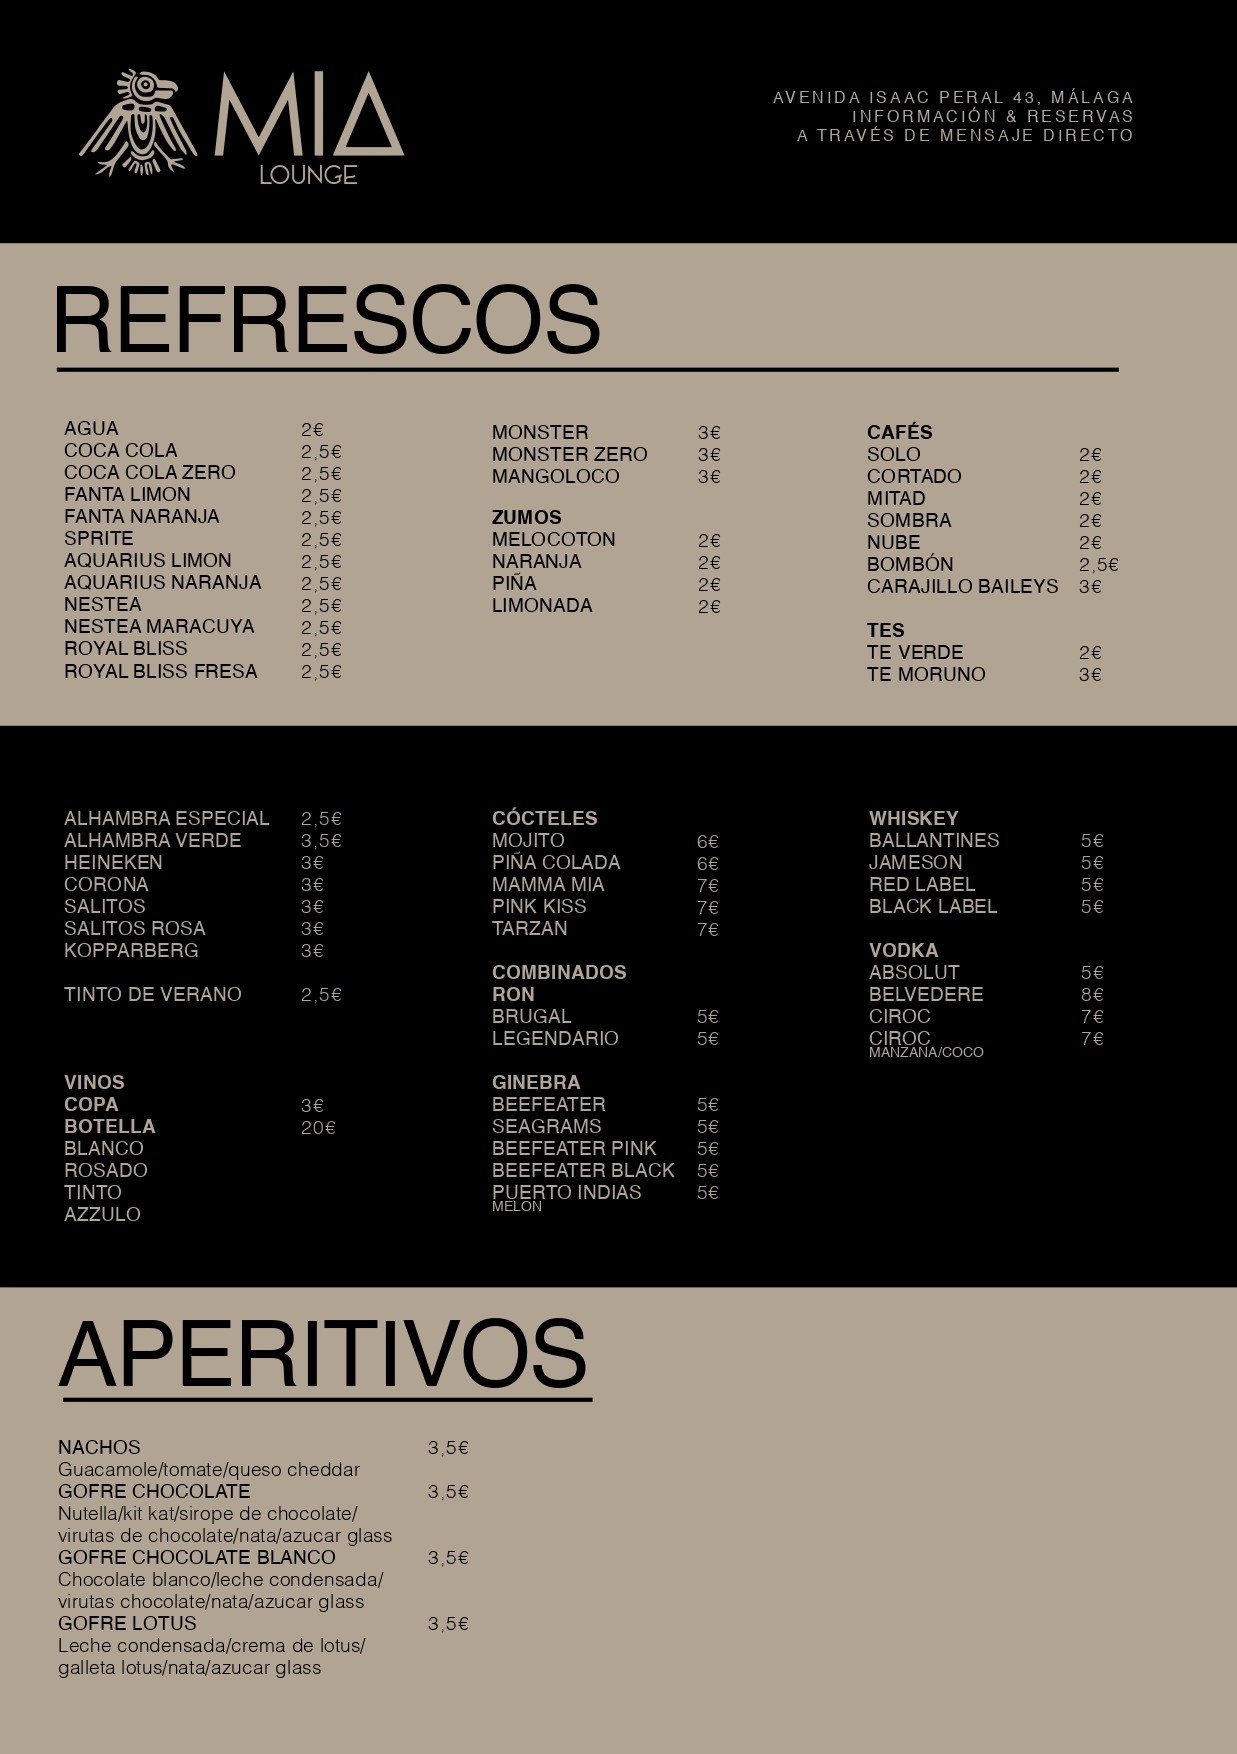 MIA
LOUNGE
AVENIDA ISAAC PERAL 43, MÁLAGA
INFORMACIÓN & RESERVAS
A TRAVÉS DE MENSAJE DIRECTO
REFRESCOS
AGUA 2€
COCA COLA 2,5€
COCA COLA ZERO 2,5€
FANTA LIMON 2,5€
FANTA NARANJA 2,5€
SPRITE 2,5€
AQUARIUS LIMON 2,5€
AQUARIUS NARANJA 2,5€
NESTEA 2,5€
NESTEA MARACUYA 2,5€
ROYAL BLISS 2,5€
ROYAL BLISS FRESA 2,5€
MONSTER 3€
MONSTER ZERO 3€
MANGOLOCO 3€
ZUMOS
MELOCOTON 2€
NARANJA 2€
PIÑA 2€
LIMONADA 2€
CAFÉS
SOLO 2€
CORTADO 2€
MITAD 2€
SOMBRA 2€
NUBE 2€
BOMBÓN 2,5€
CARAJILLO BAILEYS 3€
TES
TE VERDE 2€
TE MORUNO 3€
ALHAMBRA ESPECIAL 2,5€
ALHAMBRA VERDE 3,5€
HEINEKEN 3€
CORONA 3€
SALITOS 3€
SALITOS ROSA 3€
KOPPARBERG 3€
TINTO DE VERANO 2,5€
VINOS
COPA 3€
BOTELLA 20€
BLANCO
ROSADO
TINTO
AZZULO
CÓCTELES
MOJITO 6€
PIÑA COLADA 6€
MAMMA MIA 7€
PINK KISS 7€
TARZAN 7€
COMBINADOS
RON
BRUGAL 5€
LEGENDARIO 5€
GINEBRA
BEEFEATER 5€
SEAGRAMS 5€
BEEFEATER PINK 5€
BEEFEATER BLACK 5€
PUERTO INDIAS 5€
MELON
WHISKEY
BALLANTINES 5€
JAMESON 5€
RED LABEL 5€
BLACK LABEL 5€
VODKA
ABSOLUT 5€
BELVEDERE 8€
CIROC 7€
CIROC 7€
MANZANA/COCO
APERITIVOS
NACHOS 3,5€
Guacamole/tomate/queso cheddar
GOFRE CHOCOLATE 3,5€
Nutella/kit kat/sirope de chocolate/
virutas de chocolate/nata/azucar glass
GOFRE CHOCOLATE BLANCO 3,5€
Chocolate blanco/leche condensada/
virutas chocolate/nata/azucar glass
GOFRE LOTUS 3,5€
Leche condensada/crema de lotus/
galleta lotus/nata/azucar glass